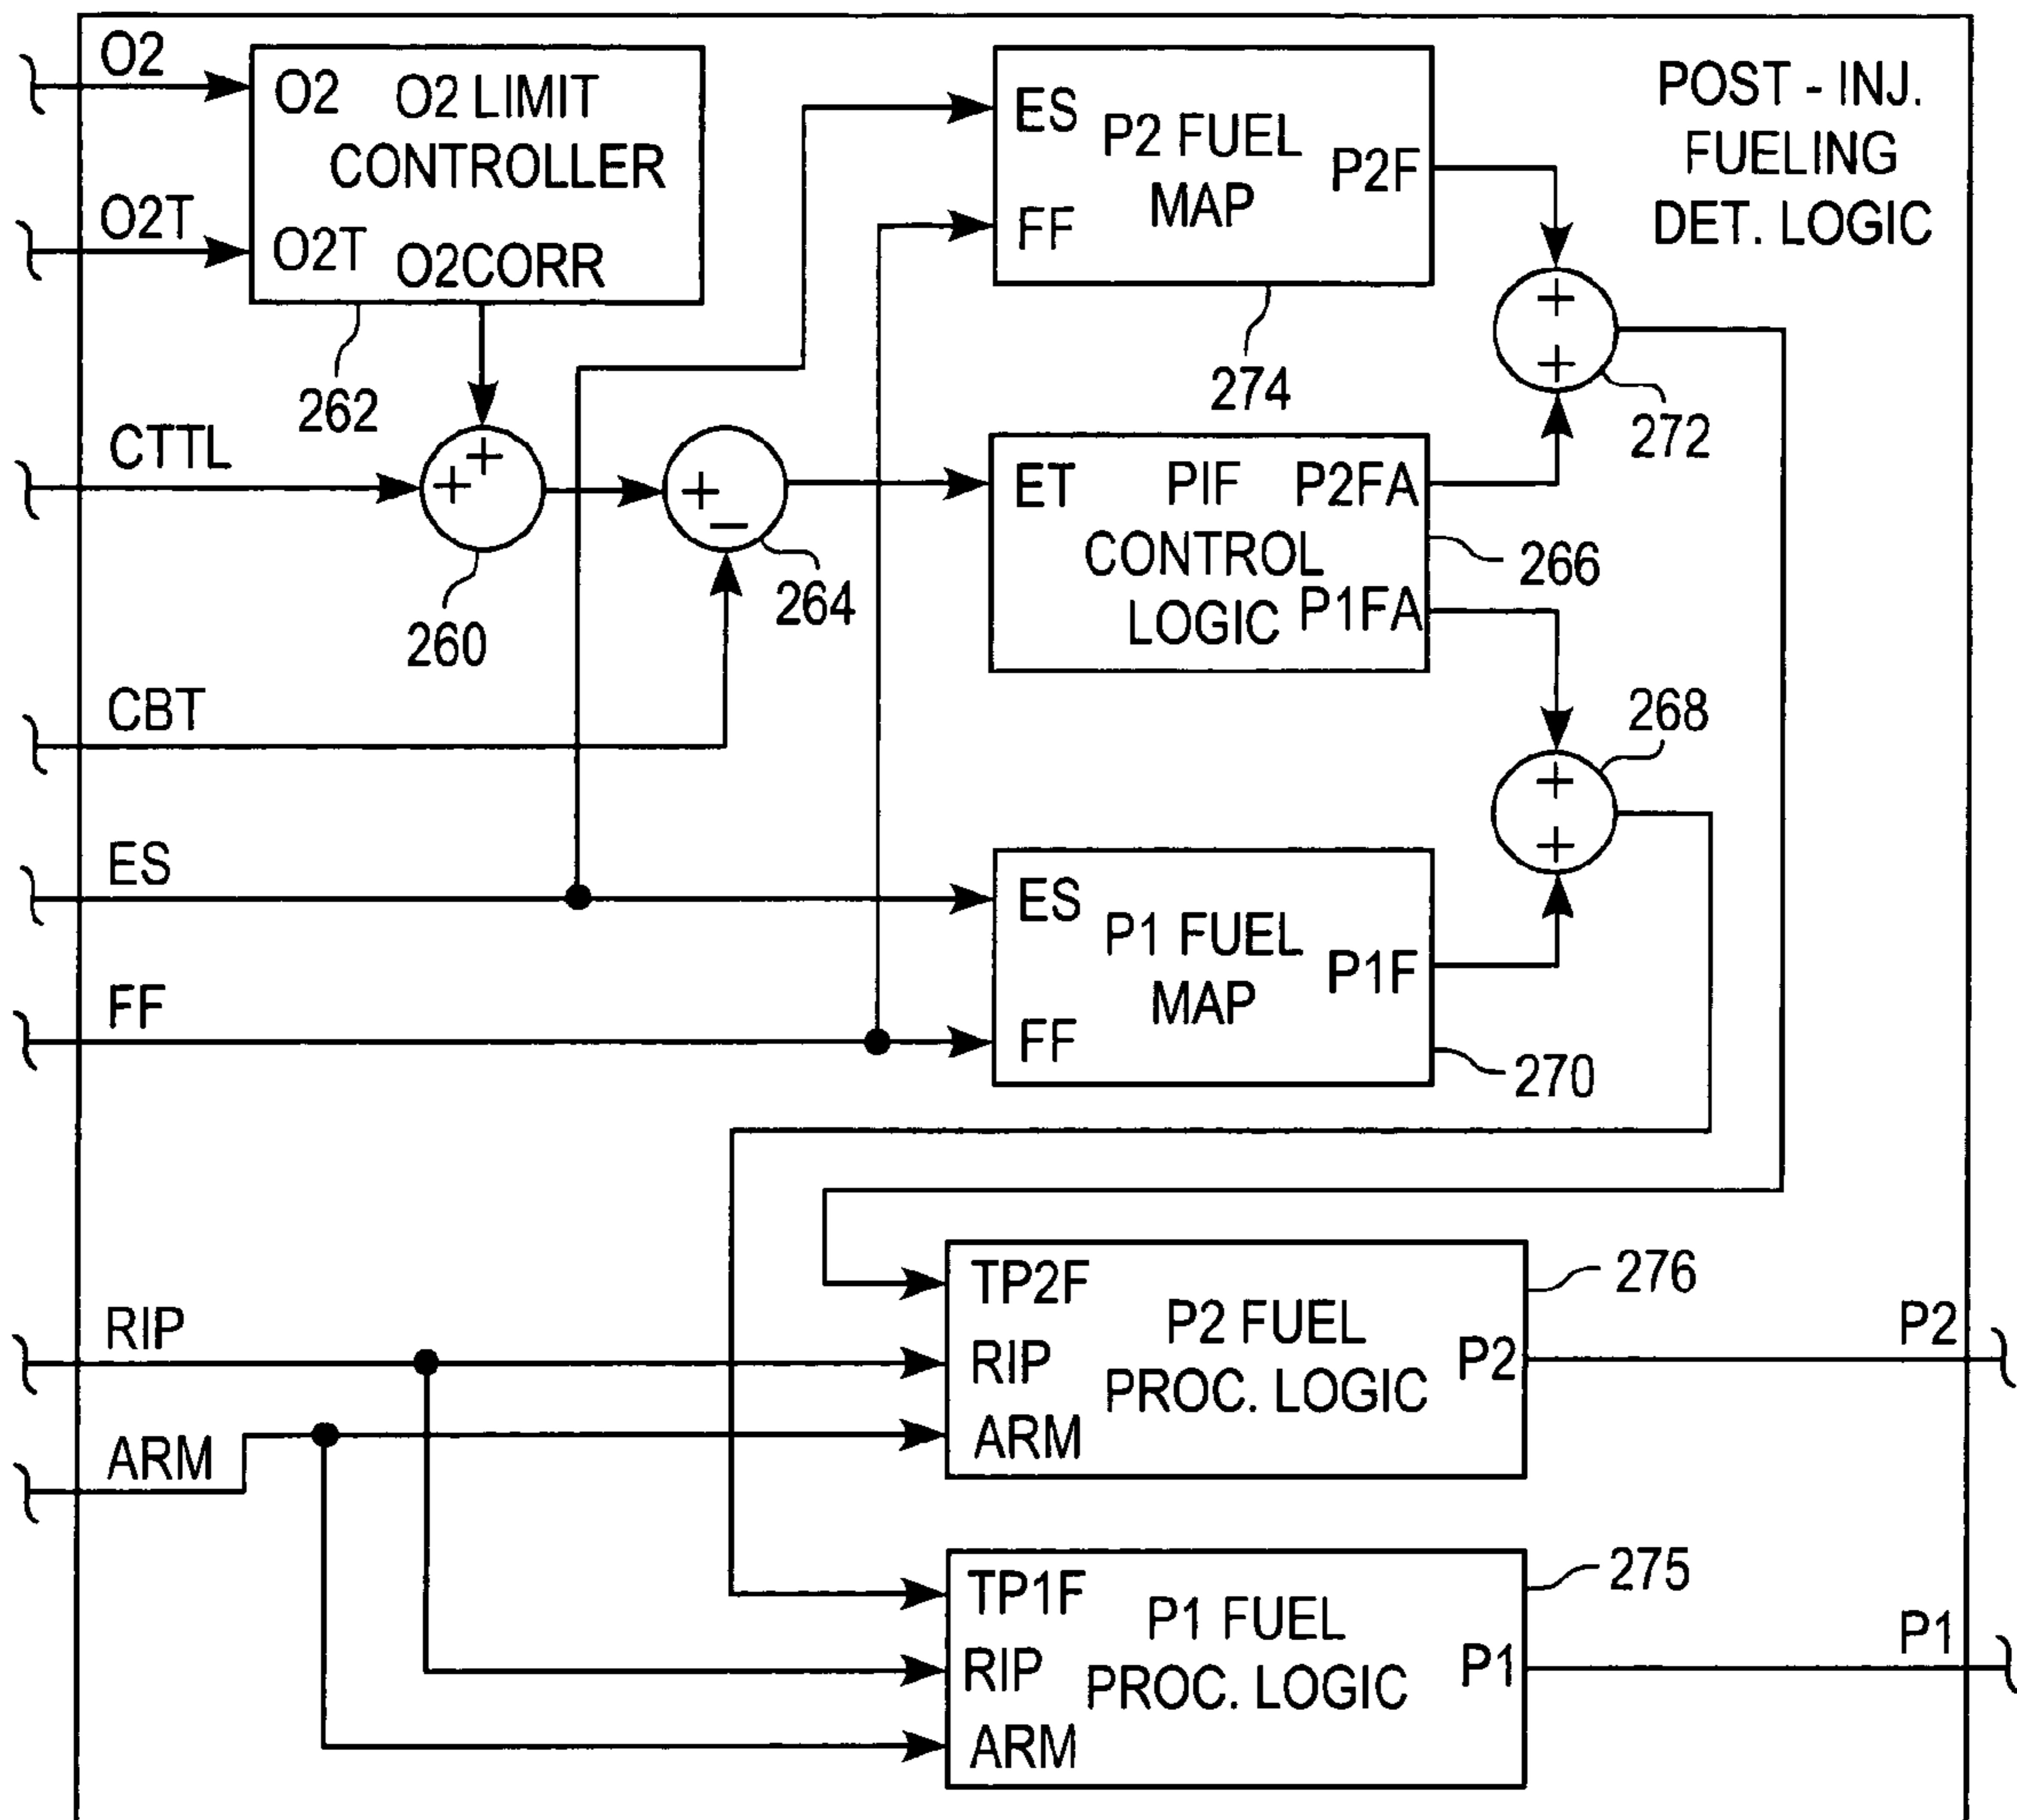 O2
O2 O2 LIMIT
CONTROLLER
O2T
O2T O2CORR
262
ES P2 FUEL
MAP
FF
P2F
274
POST - INJ.
FUELING
DET. LOGIC
+
+
272
CTTL
+
+
260
+
−
264
ET PIF P2FA
CONTROL
LOGIC P1FA
266
CBT
268
+
+
ES
ES P1 FUEL
MAP
P1F
FF
FF
270
TP2F
P2 FUEL
PROC. LOGIC
RIP
RIP
ARM
ARM
P2
276
P2
TP1F
P1 FUEL
PROC. LOGIC
RIP
ARM
P1
275
P1